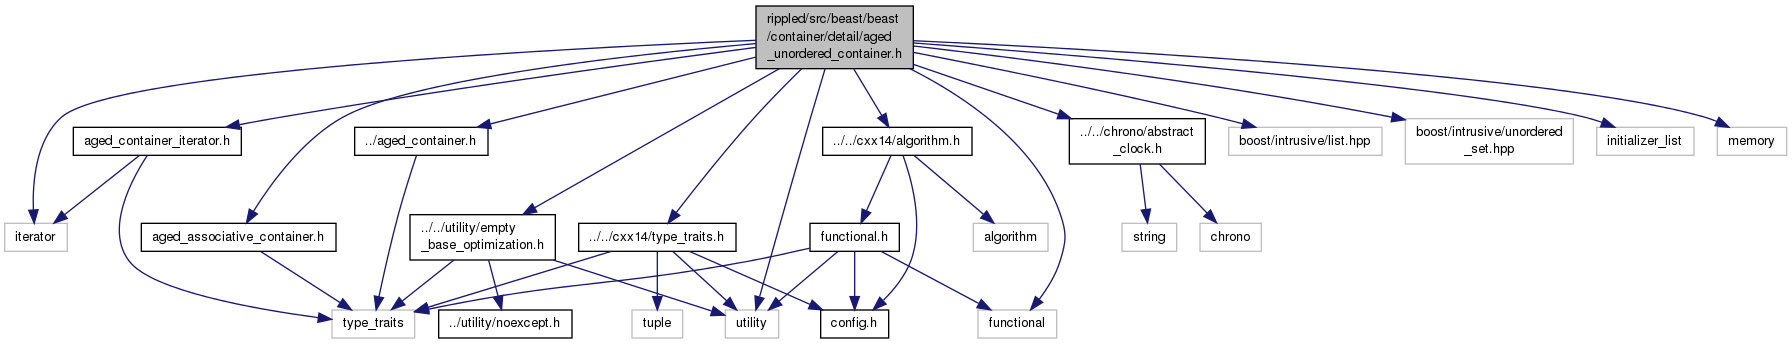 rippled/src/beast/beast
/container/detail/aged
_unordered_container.h
aged_container_iterator.h
../aged_container.h
../../cxx14/algorithm.h
../../chrono/abstract
_clock.h
boost/intrusive/list.hpp
boost/intrusive/unordered
_set.hpp
initializer_list
memory
iterator
aged_associative_container.h
../../utility/empty
_base_optimization.h
../../cxx14/type_traits.h
functional.h
algorithm
string
chrono
type_traits
../utility/noexcept.h
tuple
utility
config.h
functional